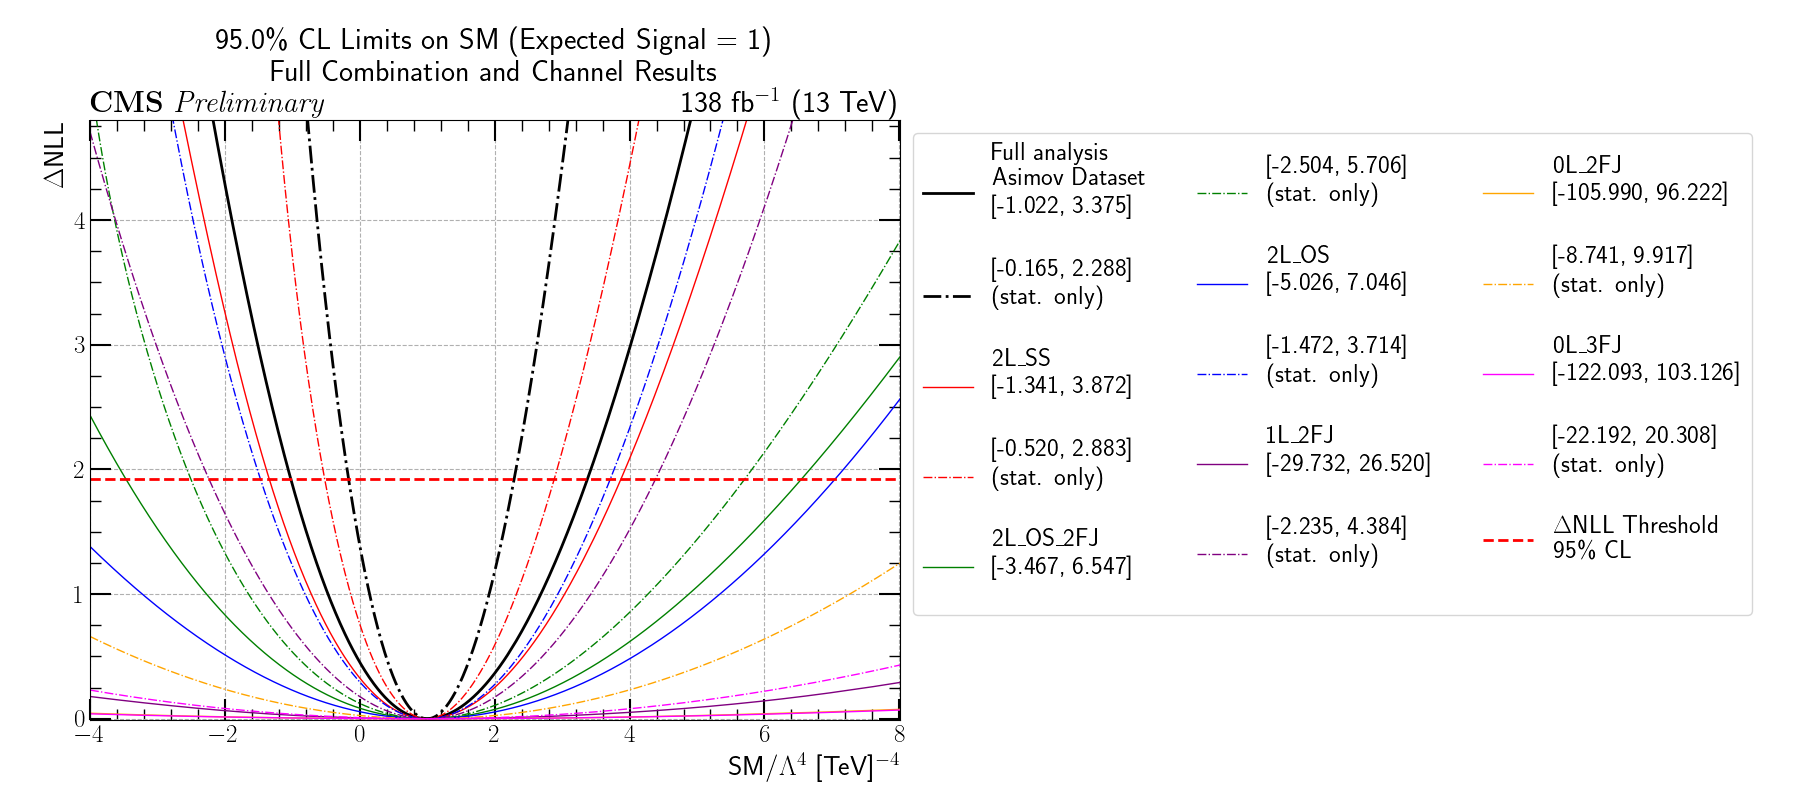 95.0% CL Limits on SM (Expected Signal = 1)
Full Combination and Channel Results
CMS Preliminary
138 fb⁻¹ (13 TeV)
ΔNLL
4
3
2
1
0
−4
−2
0
2
4
6
8
SM/Λ⁴ [TeV]⁻⁴
Full analysis
Asimov Dataset
[-1.022, 3.375]
[-0.165, 2.288]
(stat. only)
2L_SS
[-1.341, 3.872]
[-0.520, 2.883]
(stat. only)
2L_OS_2FJ
[-3.467, 6.547]
[-2.504, 5.706]
(stat. only)
2L_OS
[-5.026, 7.046]
[-1.472, 3.714]
(stat. only)
1L_2FJ
[-29.732, 26.520]
[-2.235, 4.384]
(stat. only)
0L_2FJ
[-105.990, 96.222]
[-8.741, 9.917]
(stat. only)
0L_3FJ
[-122.093, 103.126]
[-22.192, 20.308]
(stat. only)
ΔNLL Threshold
95% CL